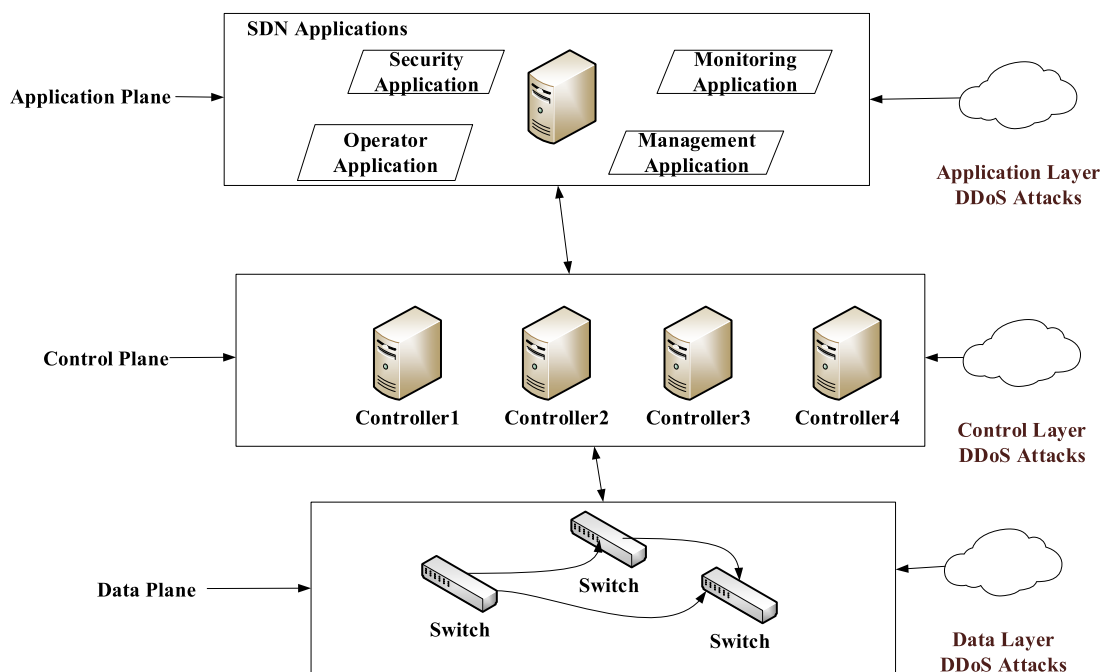 SDN Applications
Security
Application
Monitoring
Application
Application Plane
Operator
Application
Management
Application
Application Layer
DDoS Attacks
Control Plane
Controller1
Controller2
Controller3
Controller4
Control Layer
DDoS Attacks
Data Plane
Switch
Switch
Switch
Data Layer
DDoS Attacks